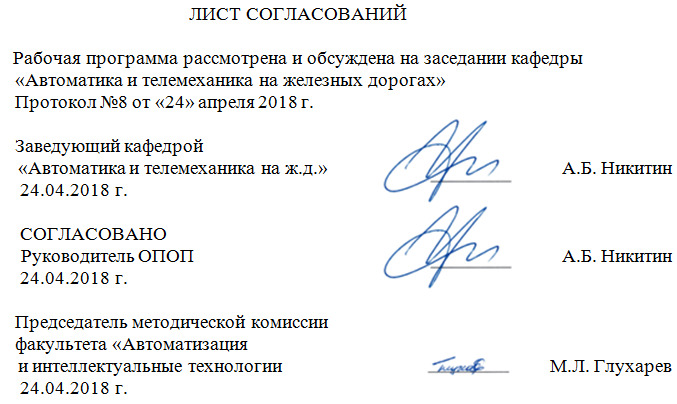 ЛИСТ СОГЛАСОВАНИЙ
Рабочая программа рассмотрена и обсуждена на заседании кафедры
«Автоматика и телемеханика на железных дорогах»
Протокол №8 от «24» апреля 2018 г.
Заведующий кафедрой
«Автоматика и телемеханика на ж.д.» А.Б. Никитин
24.04.2018 г.
СОГЛАСОВАНО
Руководитель ОПОП А.Б. Никитин
24.04.2018 г.
Председатель методической комиссии
факультета «Автоматизация
и интеллектуальные технологии М.Л. Глухарев
24.04.2018 г.